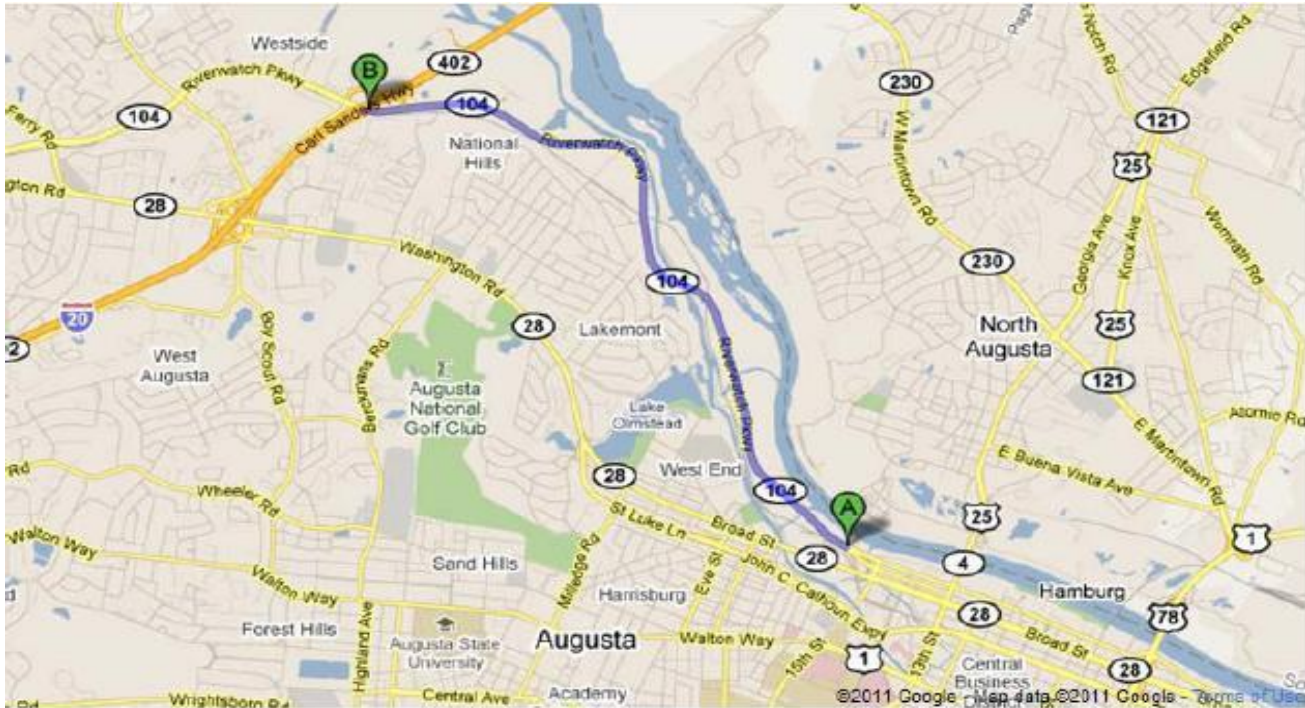 Westside
Riverwatch Pkwy
B
402
104
Carl Sanders Hwy
104
National
Hills
Riverwatch Pkwy
230
W Martintown Rd
Edgefield Rd
121
25
Ferry Rd
28
Washington Rd
20
104
230
Georgia Ave
Knox Ave
Womrath Rd
28
Lakemont
North
Augusta
25
West
Augusta
Boy Scout Rd
Berckmans Rd
Augusta
National
Golf Club
Riverwatch Pkwy
121
Lake
Olmstead
Atomic Rd
E Martintown Rd
E Buena Vista Ave
West End
28
Wheeler Rd
104
A
25
1
Walton Way
St Luke Ln
Broad St
28
4
Sand Hills
Milledge Rd
Eve St
John C. Calhoun Expy
Hamburg
Walton Way
Harrisburg
28
78
Forest Hills
Highland Ave
Augusta State
University
Augusta
Walton Way
1
15th St
13th St
Broad St
28
Central
Business
Wrightsboro Rd
Central Ave
Academy
©2011 Google - Map data ©2011 Google - Terms of Use